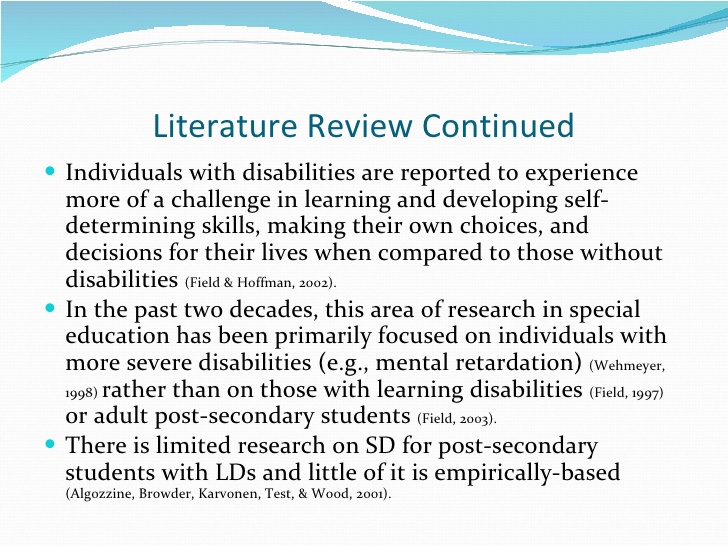 Literature Review Continued
• Individuals with disabilities are reported to experience
more of a challenge in learning and developing self-
determining skills, making their own choices, and
decisions for their lives when compared to those without
disabilities (Field & Hoffman, 2002).
• In the past two decades, this area of research in special
education has been primarily focused on individuals with
more severe disabilities (e.g., mental retardation) (Wehmeyer,
1998) rather than on those with learning disabilities (Field, 1997)
or adult post-secondary students (Field, 2003).
• There is limited research on SD for post-secondary
students with LDs and little of it is empirically-based
(Algozzine, Browder, Karvonen, Test, & Wood, 2001).